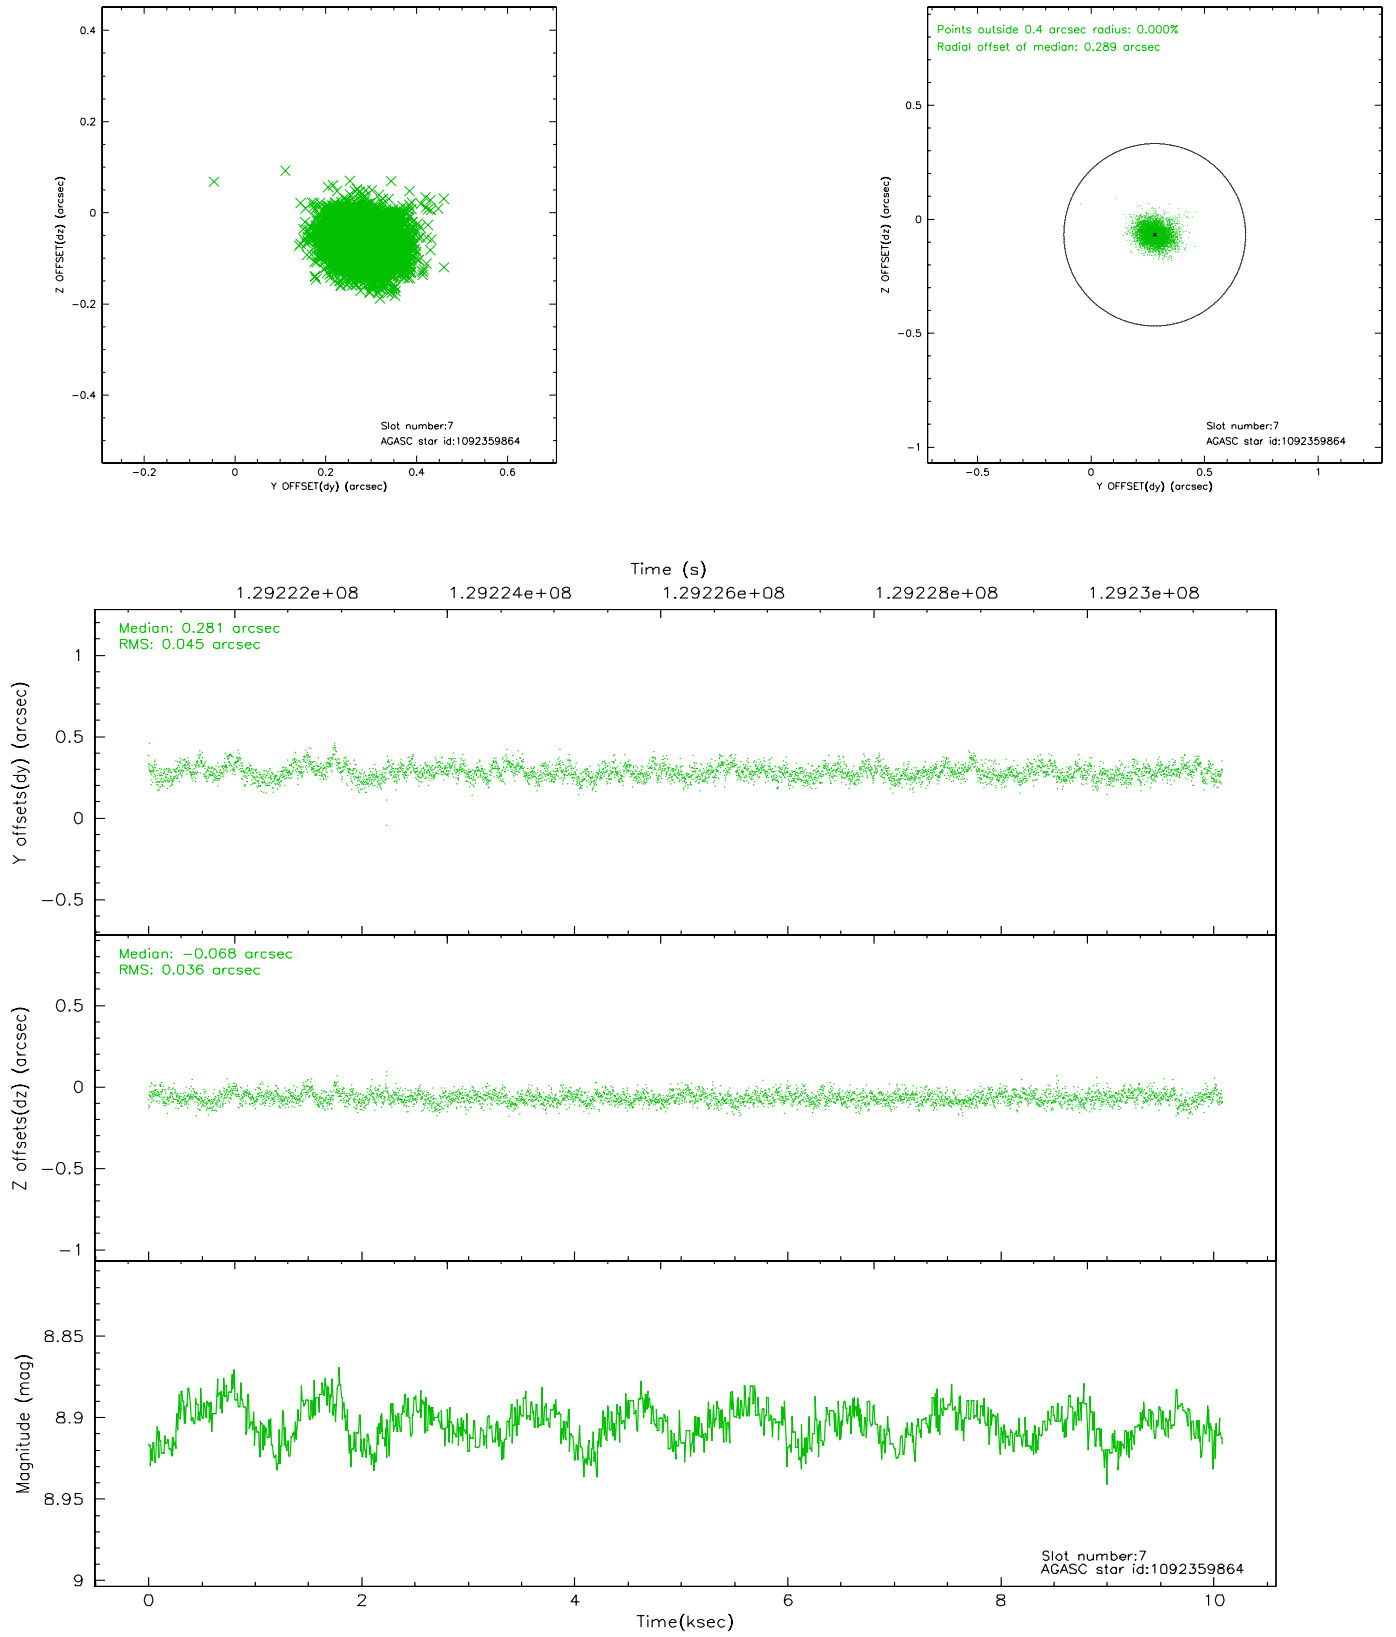 0.4
0.2
0
-0.2
-0.4
Z OFFSET(dz) (arcsec)
Slot number:7
AGASC star id:1092359864
-0.2 0 0.2 0.4 0.6
Y OFFSET(dy) (arcsec)
Points outside 0.4 arcsec radius: 0.000%
Radial offset of median: 0.289 arcsec
0.5
0
-0.5
-1
Z OFFSET(dz) (arcsec)
Slot number:7
AGASC star id:1092359864
-0.5 0 0.5 1
Y OFFSET(dy) (arcsec)
Time (s)
1.29222e+08 1.29224e+08 1.29226e+08 1.29228e+08 1.2923e+08
Median: 0.281 arcsec
RMS: 0.045 arcsec
1
0.5
0
-0.5
Y offsets(dy) (arcsec)
Median: -0.068 arcsec
RMS: 0.036 arcsec
0.5
0
-0.5
-1
Z offsets(dz) (arcsec)
8.85
8.9
8.95
9
Magnitude (mag)
Slot number:7
AGASC star id:1092359864
0 2 4 6 8 10
Time(ksec)